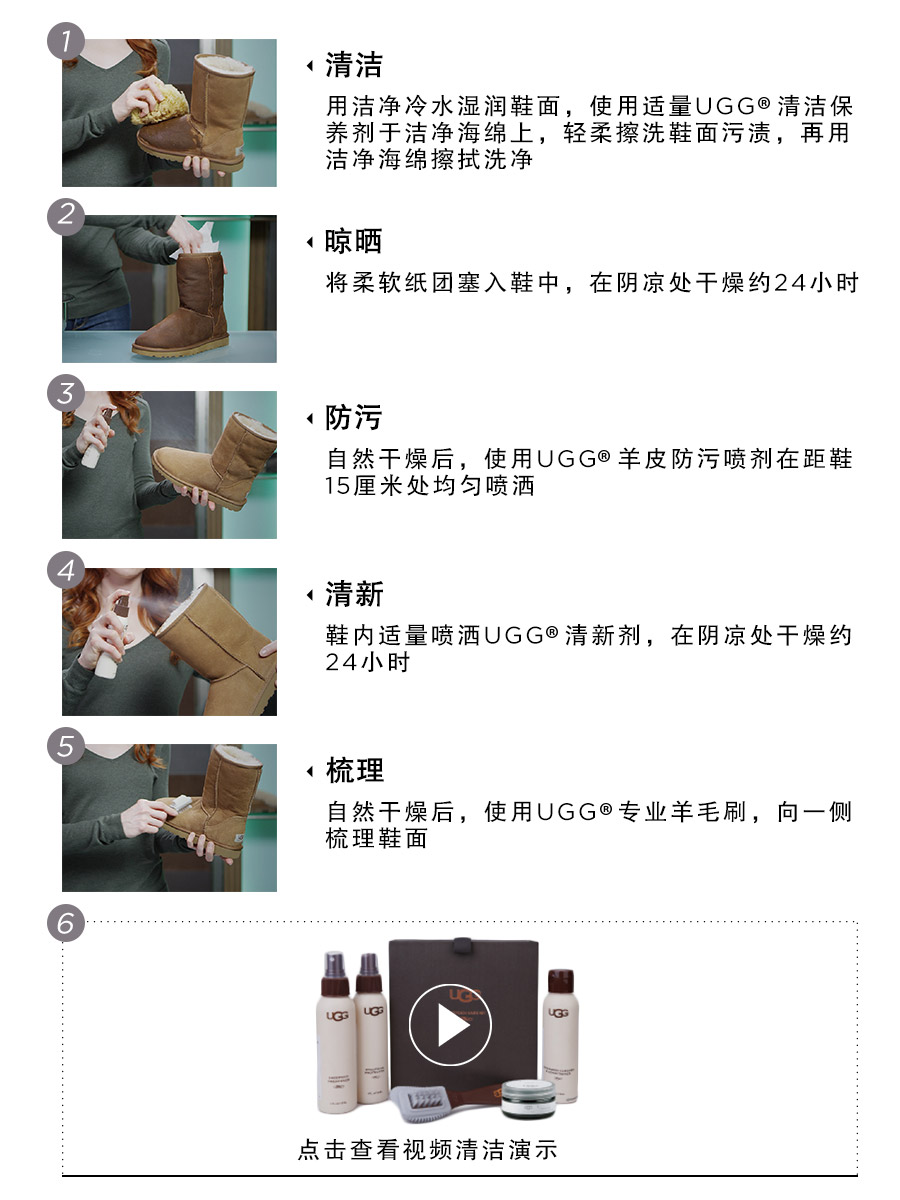 1
清洁
用洁净冷水湿润鞋面，使用适量UGG®清洁保
养剂于洁净海绵上，轻柔擦洗鞋面污渍，再用
洁净海绵擦拭洗净
2
晾晒
将柔软纸团塞入鞋中，在阴凉处干燥约24小时
3
防污
自然干燥后，使用UGG®羊皮防污喷剂在距鞋
15厘米处均匀喷洒
4
清新
鞋内适量喷洒UGG®清新剂，在阴凉处干燥约
24小时
5
梳理
自然干燥后，使用UGG®专业羊毛刷，向一侧
梳理鞋面
6
UGG
UGG
UGG
UGG
点击查看视频清洁演示